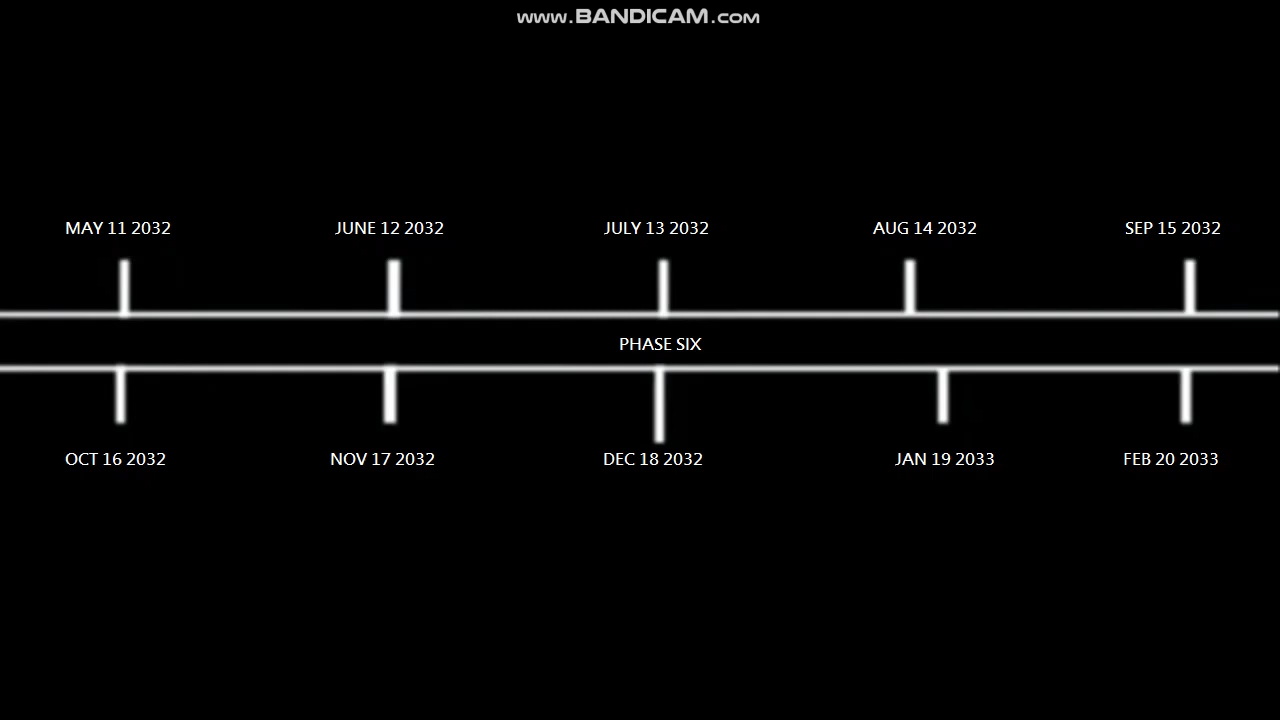 www.BANDICAM.com
MAY 11 2032
JUNE 12 2032
JULY 13 2032
AUG 14 2032
SEP 15 2032
PHASE SIX
OCT 16 2032
NOV 17 2032
DEC 18 2032
JAN 19 2033
FEB 20 2033